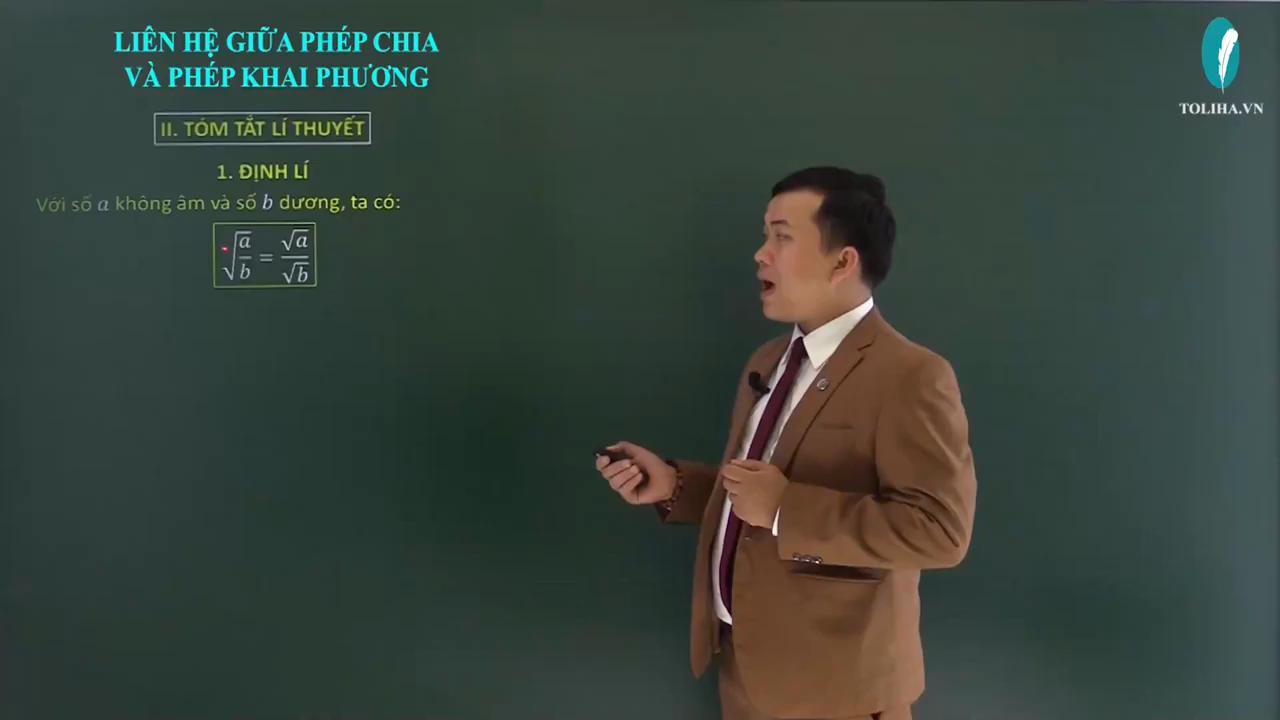 LIÊN HỆ GIỮA PHÉP CHIA
VÀ PHÉP KHAI PHƯƠNG
TOLIHA.VN
II. TÓM TẮT LÍ THUYẾT
1. ĐỊNH LÍ
Với số a không âm và số b dương, ta có:
√(a/b) = √a/√b